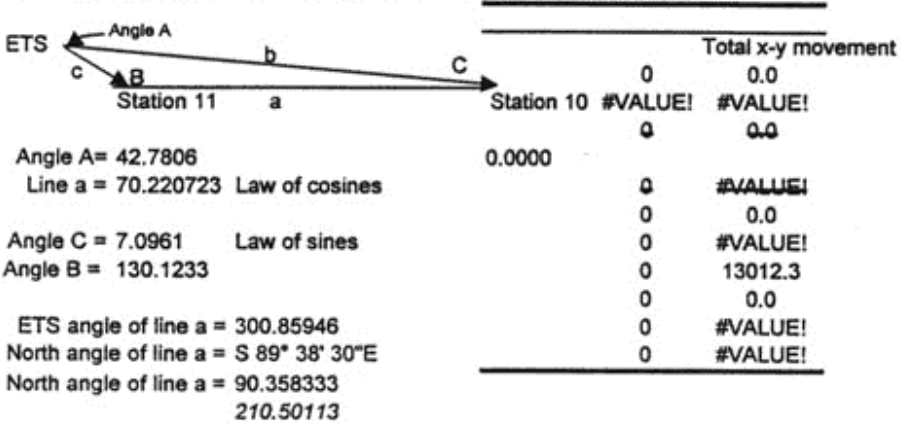 Angle A
ETS
b
Total x-y movement
c
B
C
0 0.0
Station 11 a Station 10 #VALUE! #VALUE!
0 0.0
Angle A= 42.7806 0.0000
Line a = 70.220723 Law of cosines 0 #VALUE!
0 0.0
Angle C = 7.0961 Law of sines 0 #VALUE!
Angle B = 130.1233 0 13012.3
0 0.0
ETS angle of line a = 300.85946 0 #VALUE!
North angle of line a = S 89° 38' 30"E 0 #VALUE!
North angle of line a = 90.358333
210.50113